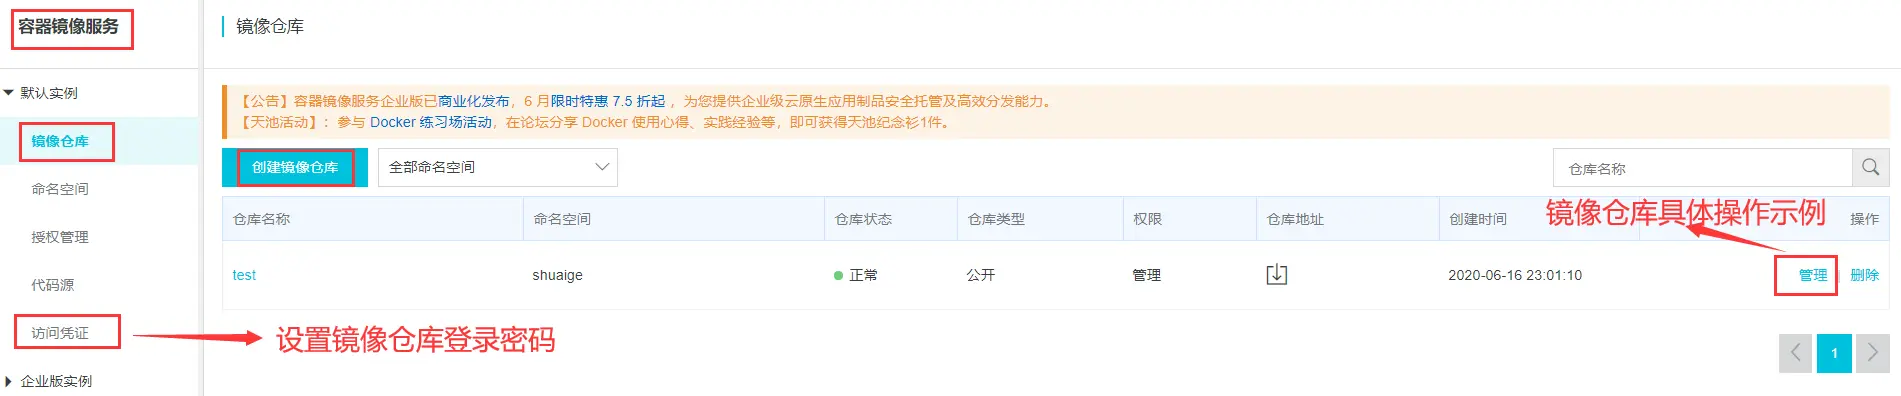 容器镜像服务
默认实例
镜像仓库
命名空间
授权管理
代码源
访问凭证
企业版实例
镜像仓库
【公告】容器镜像服务企业版已商业化发布，6 月限时特惠 7.5 折起 ，为您提供企业级云原生应用制品安全托管及高效分发能力。
【天池活动】：参与 Docker 练习场活动，在论坛分享 Docker 使用心得、实践经验等，即可获得天池纪念衫1件。
创建镜像仓库 全部命名空间 仓库名称
仓库名称 命名空间 仓库状态 仓库类型 权限 仓库地址 创建时间 操作
镜像仓库具体操作示例
test shuaige 正常 公开 管理 2020-06-16 23:01:10 管理 | 删除
设置镜像仓库登录密码
1